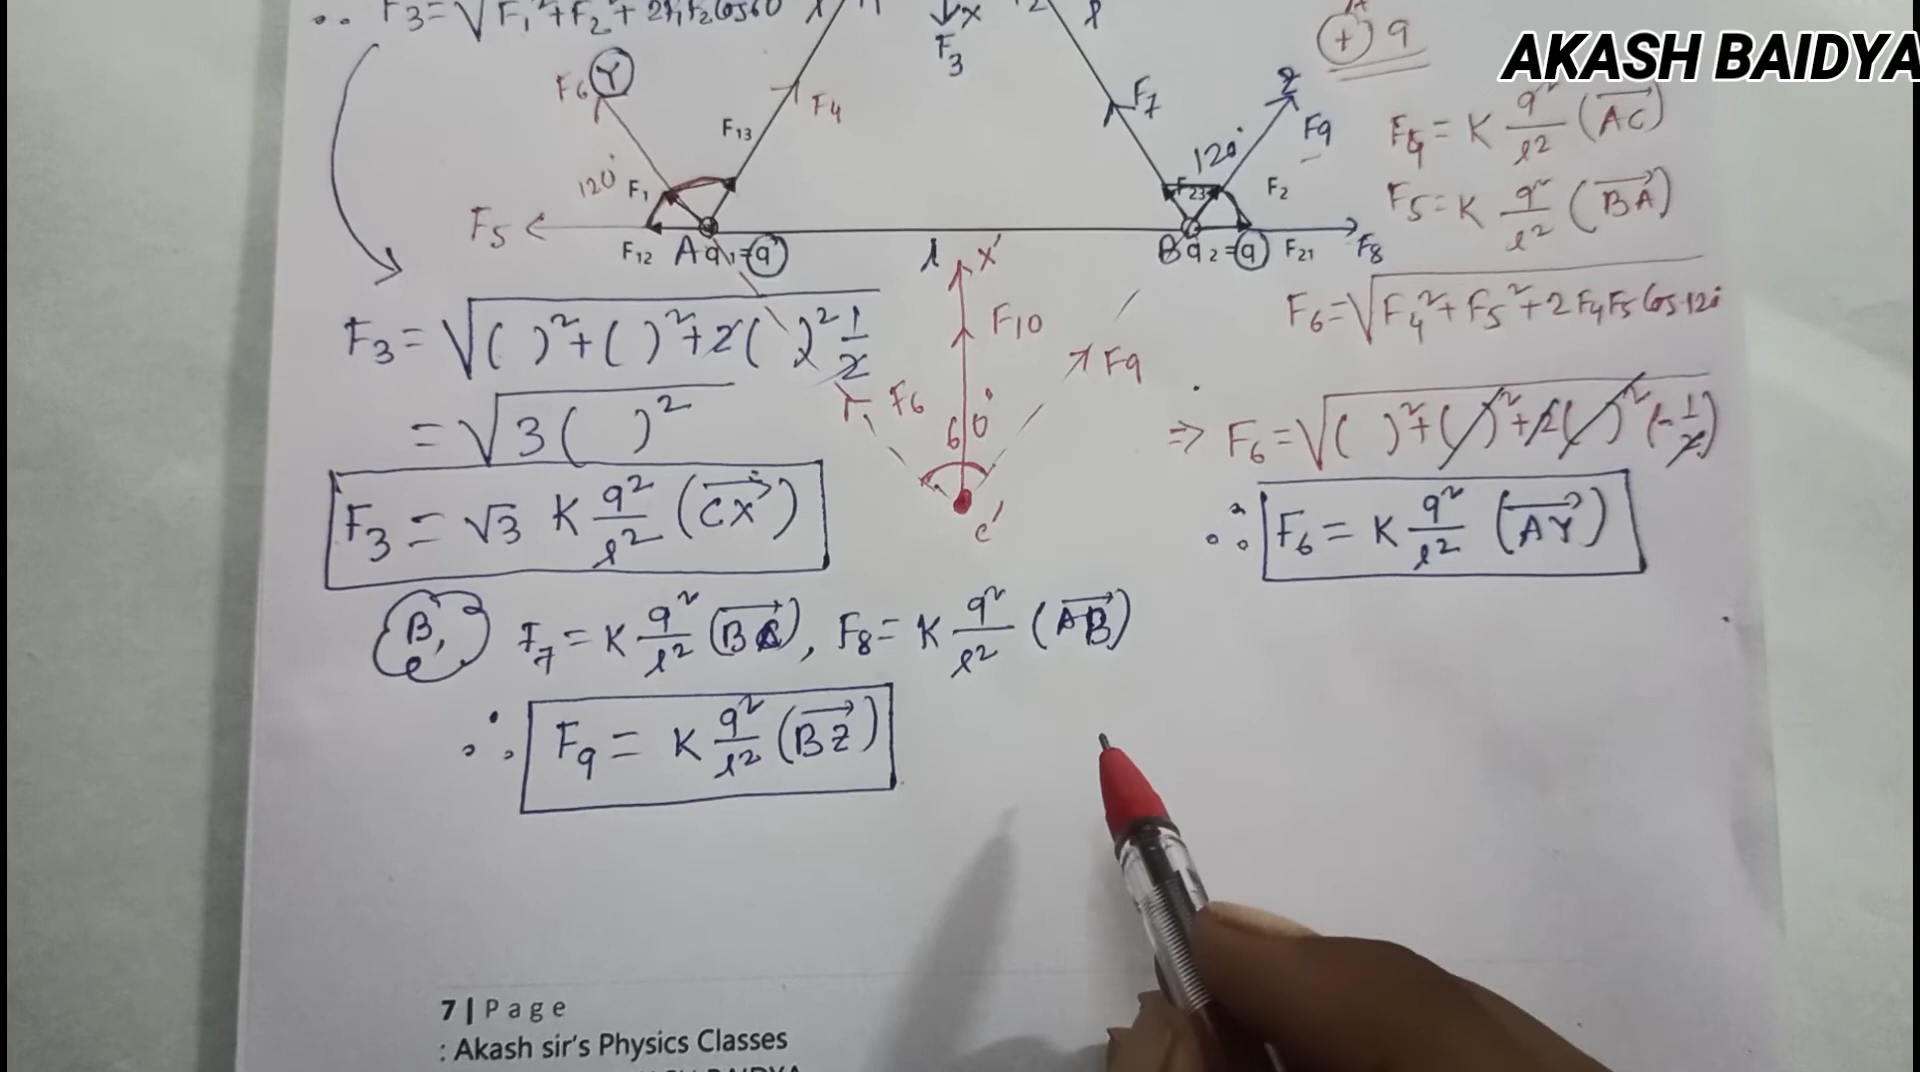 ∴ F3 = √F1² + F2² + 2F1F2 Cos60
x
F3
(+) q
AKASH BAIDYA
F6 Y
F13
F4
F7
120°
Z
F9
F4 = K q²/l² (AC)
120°
F1
F23
F2
F5 = K q²/l² (BA)
F5
F12 A q1=q
l
x'
B q2=q F21
F8
F6 = √F4² + F5² + 2F4F5 Cos120°
F3 = √( )² + ( )² + 2( )² 1/2
F10
F9
F6
60°
= √3( )²
⇒ F6 = √( )² + ( )² + 2( )² (-1/2)
F3 = √3 K q²/l² (CX)
c'
∴ F6 = K q²/l² (AY)
B, F7 = K q²/l² (BC), F8 = K q²/l² (AB)
∴ F9 = K q²/l² (BZ)
7 | Page
: Akash sir's Physics Classes